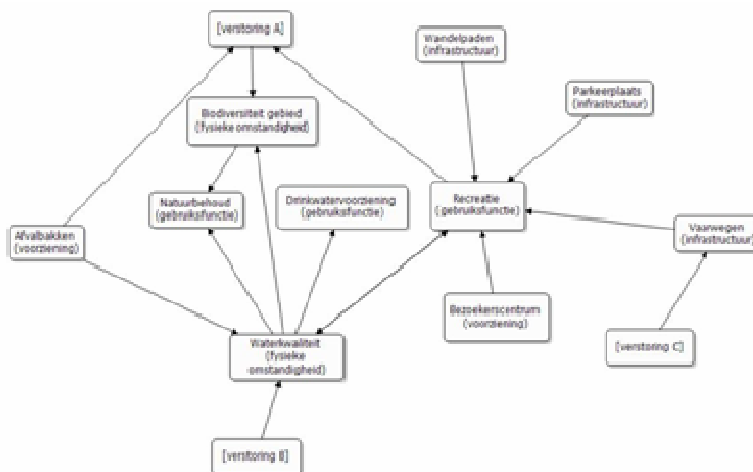 [verstoring A]
Wandelpaden
(infrastructuur)
Parkeerplaats
(infrastructuur)
Biodiversiteit gebied
(fysieke omstandigheid)
Natuurbehoud
(gebruiksfunctie)
Drinkwatervoorziening
(gebruiksfunctie)
Recreatie
(gebruiksfunctie)
Afvalbakken
(voorziening)
Vaarwegen
(infrastructuur)
Bezoekerscentrum
(voorziening)
Waterkwaliteit
(fysieke
omstandigheid)
[verstoring C]
[verstoring B]